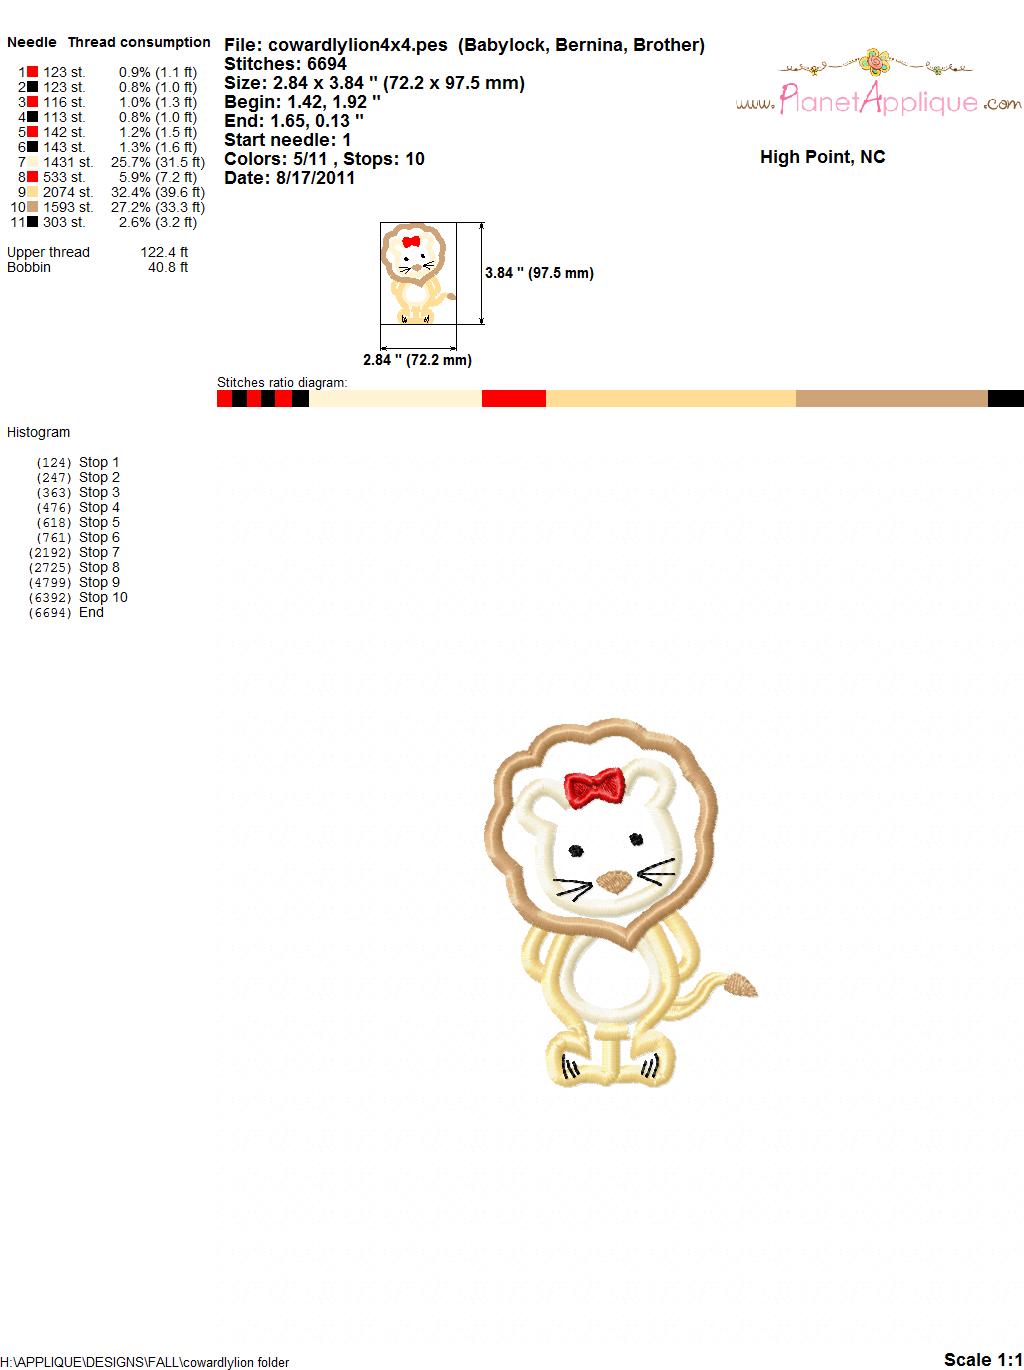 Needle Thread consumption
1 123 st. 0.9% (1.1 ft)
2 123 st. 0.8% (1.0 ft)
3 116 st. 1.0% (1.3 ft)
4 113 st. 0.8% (1.0 ft)
5 142 st. 1.2% (1.5 ft)
6 143 st. 1.3% (1.6 ft)
7 1431 st. 25.7% (31.5 ft)
8 533 st. 5.9% (7.2 ft)
9 2074 st. 32.4% (39.6 ft)
10 1593 st. 27.2% (33.3 ft)
11 303 st. 2.6% (3.2 ft)
Upper thread 122.4 ft
Bobbin 40.8 ft
File: cowardlylion4x4.pes (Babylock, Bernina, Brother)
Stitches: 6694
Size: 2.84 x 3.84 " (72.2 x 97.5 mm)
Begin: 1.42, 1.92 "
End: 1.65, 0.13 "
Start needle: 1
Colors: 5/11 , Stops: 10
Date: 8/17/2011
www.PlanetApplique.com
High Point, NC
3.84 " (97.5 mm)
2.84 " (72.2 mm)
Stitches ratio diagram:
Histogram
(124) Stop 1
(247) Stop 2
(363) Stop 3
(476) Stop 4
(618) Stop 5
(761) Stop 6
(2192) Stop 7
(2725) Stop 8
(4799) Stop 9
(6392) Stop 10
(6694) End
H:\APPLIQUE\DESIGNS\FALL\cowardlylion folder
Scale 1:1